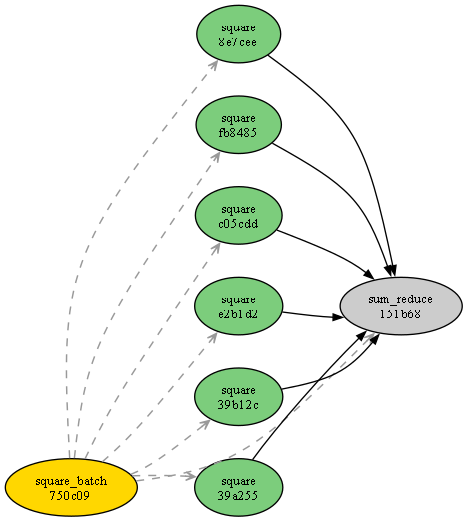 square
8e7cee
square
fb8485
square
c05cdd
square
e2b1d2
sum_reduce
151b68
square
39b12c
square_batch
750c09
square
39a255